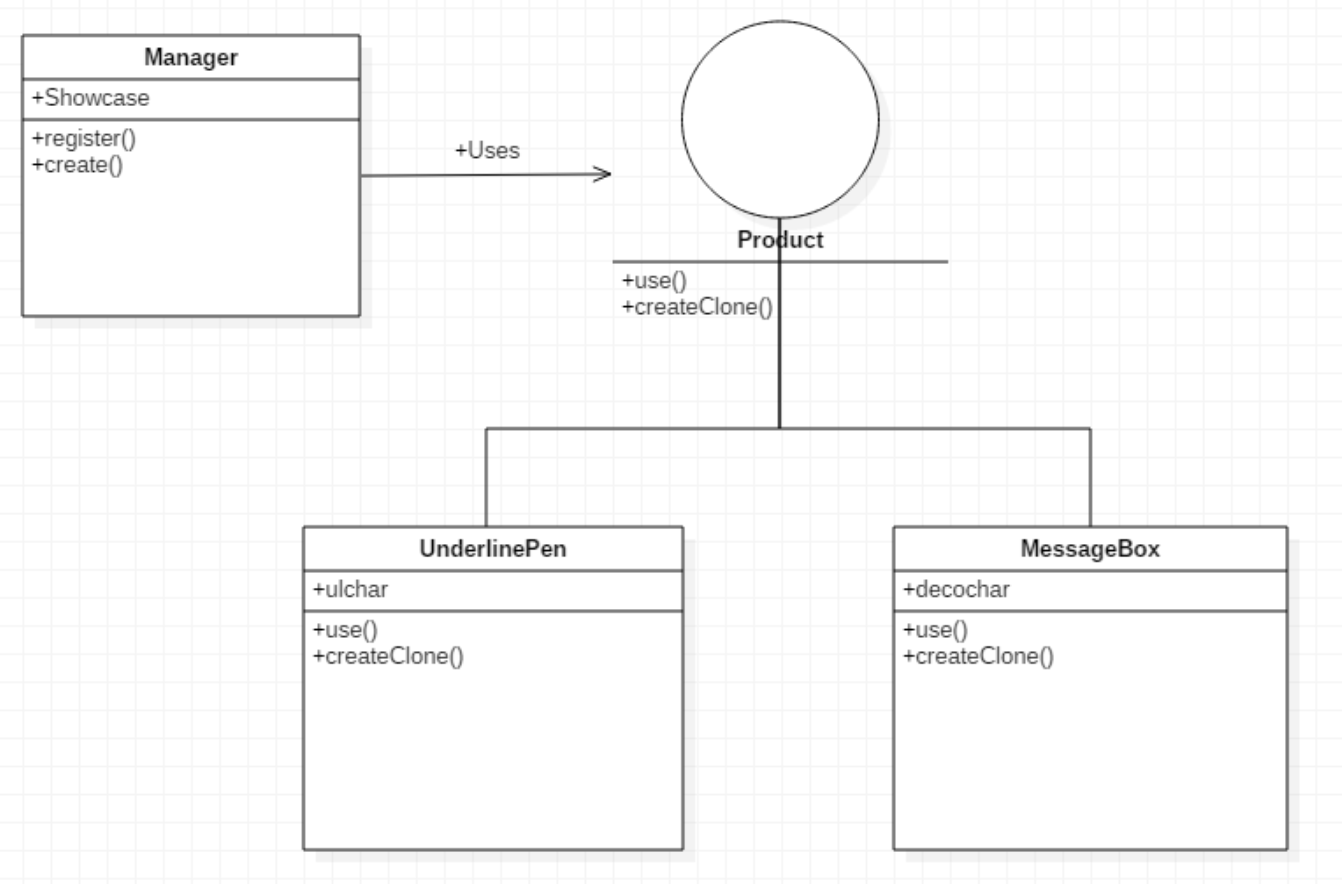 Manager
+Showcase
+register()
+create()
+Uses
Product
+use()
+createClone()
UnderlinePen
+ulchar
+use()
+createClone()
MessageBox
+decochar
+use()
+createClone()